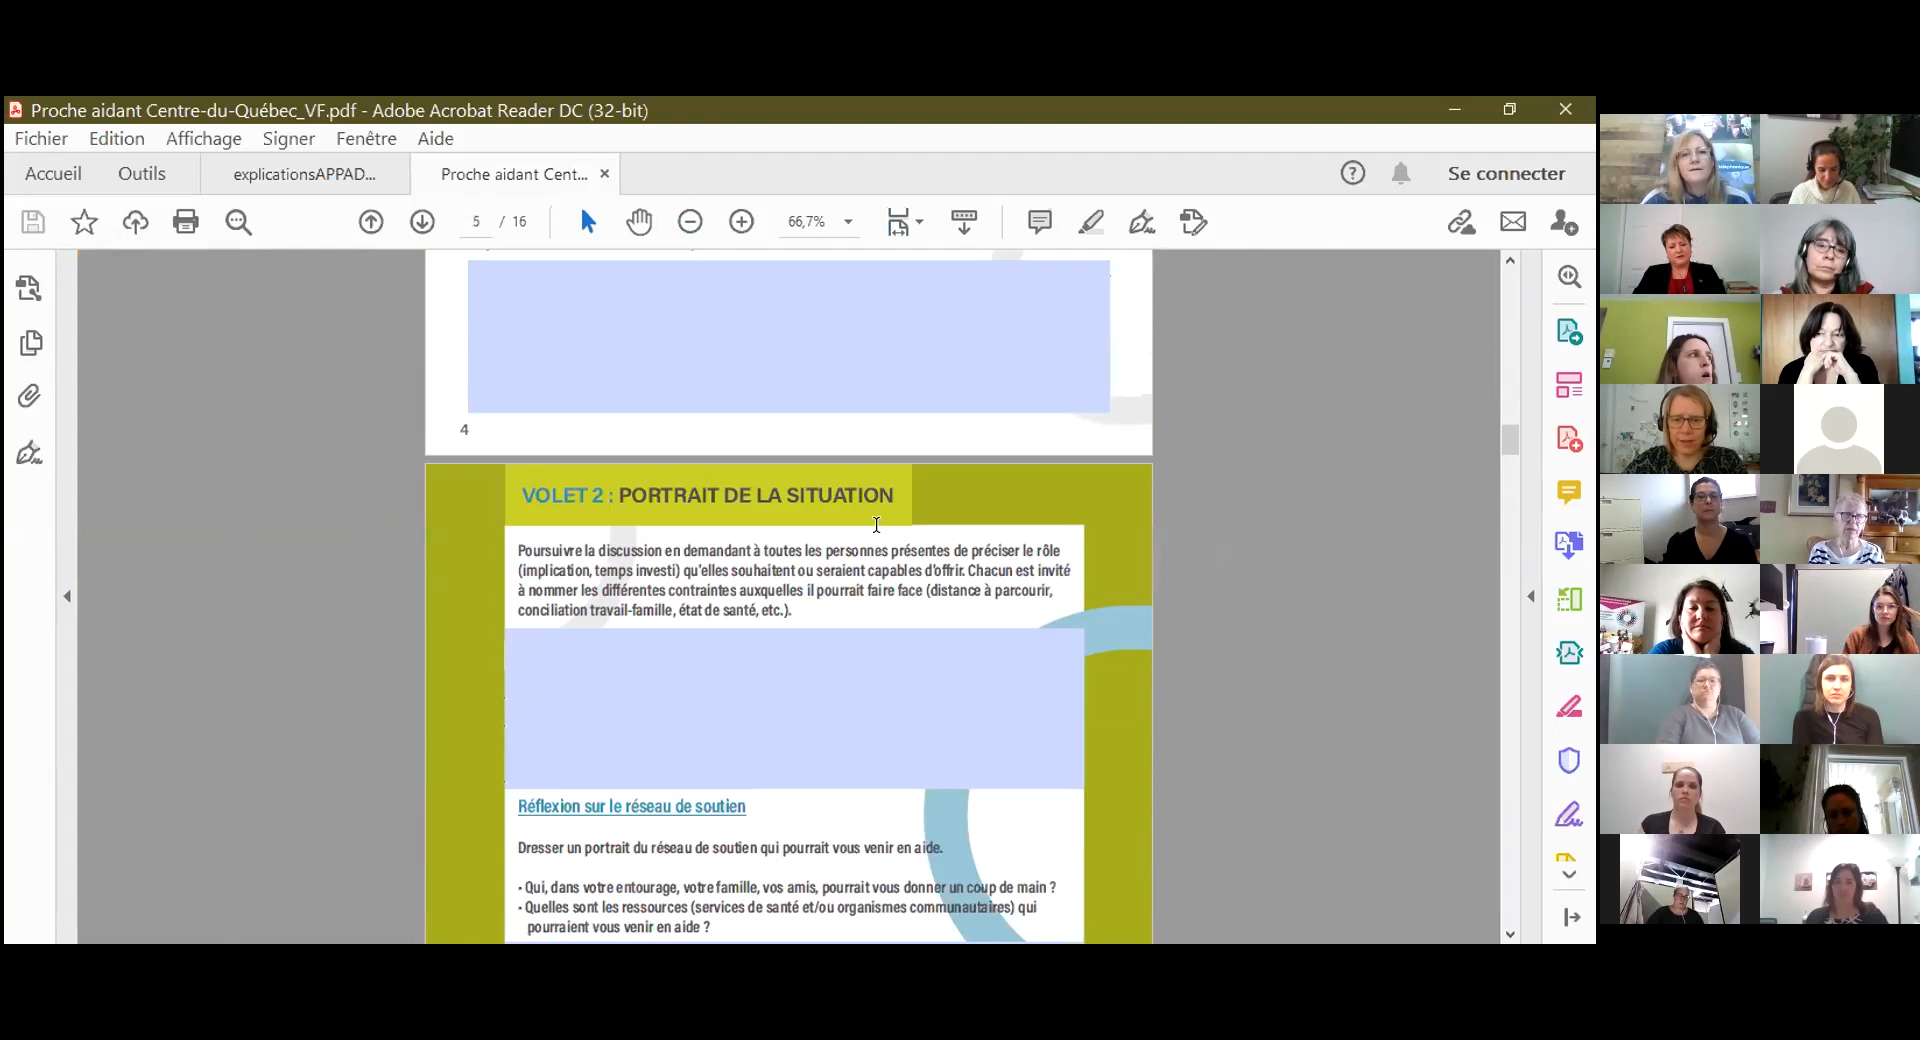 Proche aidant Centre-du-Québec_VF.pdf - Adobe Acrobat Reader DC (32-bit)
Fichier Edition Affichage Signer Fenêtre Aide
Accueil Outils explicationsAPPAD... Proche aidant Cent... × Se connecter
5 / 16 66,7%
4
VOLET 2 : PORTRAIT DE LA SITUATION
Poursuivre la discussion en demandant à toutes les personnes présentes de préciser le rôle
(implication, temps investi) qu'elles souhaitent ou seraient capables d'offrir. Chacun est invité
à nommer les différentes contraintes auxquelles il pourrait faire face (distance à parcourir,
conciliation travail-famille, état de santé, etc.).
Réflexion sur le réseau de soutien
Dresser un portrait du réseau de soutien qui pourrait vous venir en aide.
• Qui, dans votre entourage, votre famille, vos amis, pourrait vous donner un coup de main ?
• Quelles sont les ressources (services de santé et/ou organismes communautaires) qui
pourraient vous venir en aide ?